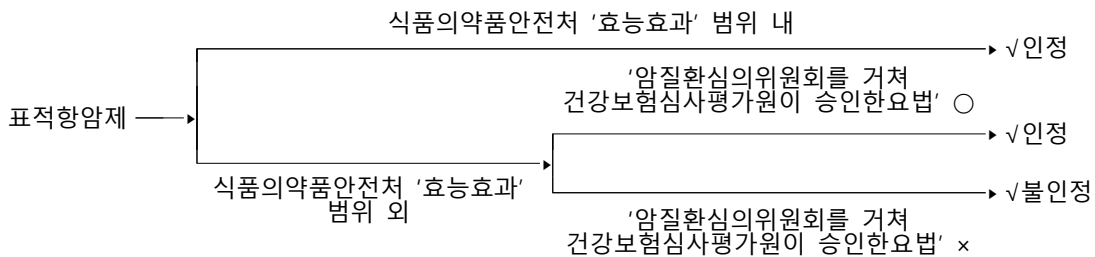 식품의약품안전처 '효능효과' 범위 내
√인정
'암질환심의위원회를 거쳐
건강보험심사평가원이 승인한요법' ○
표적항암제
√인정
식품의약품안전처 '효능효과'
범위 외
√불인정
'암질환심의위원회를 거쳐
건강보험심사평가원이 승인한요법' ×